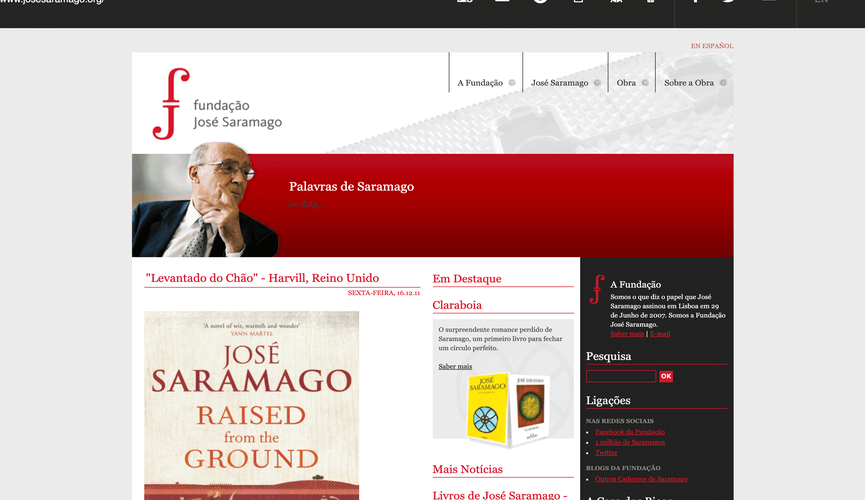 www.josesaramago.org/
EN
EN ESPAÑOL
fundação
José Saramago
A Fundação
José Saramago
Obra
Sobre a Obra
Palavras de Saramago
"Levantado do Chão" - Harvill, Reino Unido
SEXTA-FEIRA, 16.12.11
'A novel of wit, warmth and wonder'
YANN MARTEL
JOSÉ
SARAMAGO
RAISED
from the
GROUND
Em Destaque
Claraboia
O surpreendente romance perdido de
Saramago, um primeiro livro para fechar
um círculo perfeito.
Saber mais
JOSÉ
SARAMAGO
Mais Notícias
Livros de José Saramago -
A Fundação
Somos o que diz o papel que José
Saramago assinou em Lisboa em 29
de Junho de 2007. Somos a Fundação
José Saramago.
Saber mais | E-mail
Pesquisa
OK
Ligações
NAS REDES SOCIAIS
Facebook da Fundação
1 milhão de Saramagos
Twitter
BLOGS DA FUNDAÇÃO
Outros Cadernos de Saramago
A Casa dos Bicos